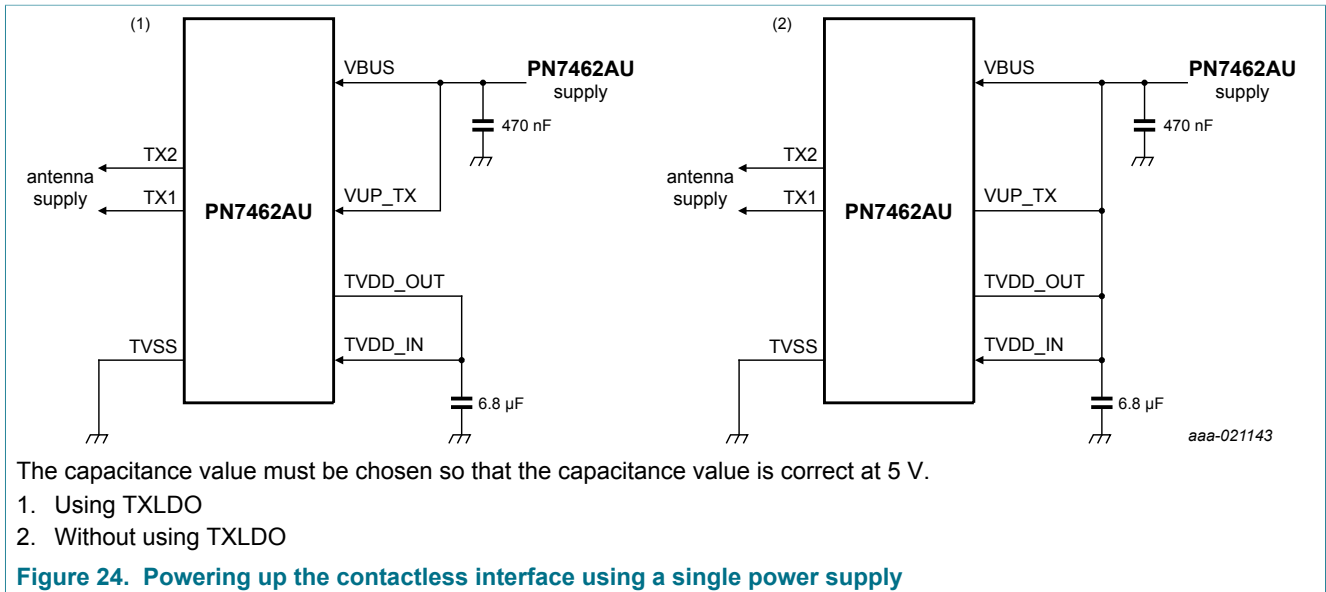 (1)
VBUS
PN7462AU
supply
470 nF
TX2
antenna
supply
TX1
PN7462AU
VUP_TX
TVDD_OUT
TVSS
TVDD_IN
6.8 µF
(2)
VBUS
PN7462AU
supply
470 nF
TX2
antenna
supply
TX1
PN7462AU
VUP_TX
TVDD_OUT
TVSS
TVDD_IN
6.8 µF
aaa-021143
The capacitance value must be chosen so that the capacitance value is correct at 5 V.
1. Using TXLDO
2. Without using TXLDO
Figure 24. Powering up the contactless interface using a single power supply